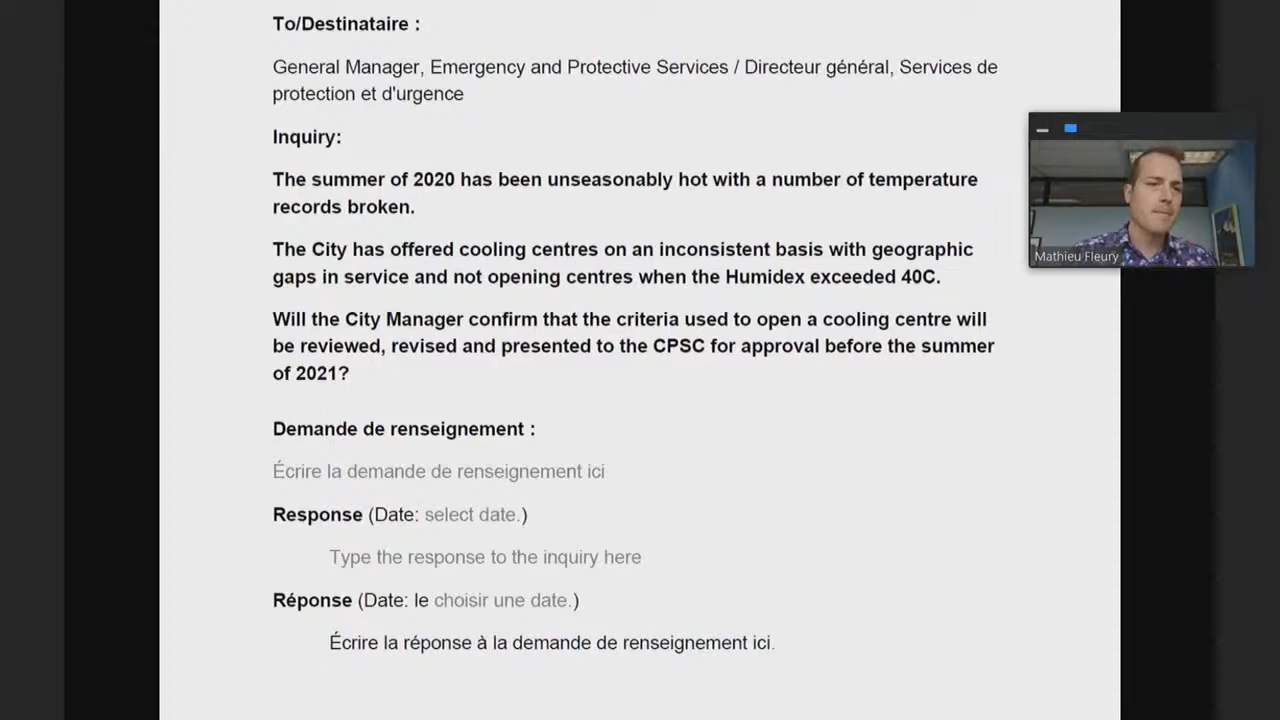 To/Destinataire :
General Manager, Emergency and Protective Services / Directeur général, Services de
protection et d'urgence
Inquiry:
The summer of 2020 has been unseasonably hot with a number of temperature
records broken.
The City has offered cooling centres on an inconsistent basis with geographic
gaps in service and not opening centres when the Humidex exceeded 40C.
Will the City Manager confirm that the criteria used to open a cooling centre will
be reviewed, revised and presented to the CPSC for approval before the summer
of 2021?
Demande de renseignement :
Écrire la demande de renseignement ici
Response (Date: select date.)
Type the response to the inquiry here
Réponse (Date: le choisir une date.)
Écrire la réponse à la demande de renseignement ici.
Mathieu Fleury